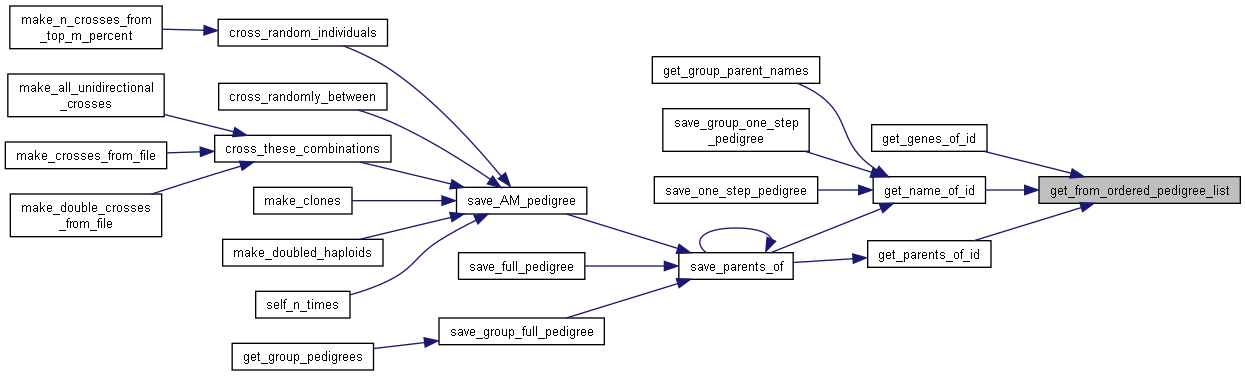 make_n_crosses_from
_top_m_percent
cross_random_individuals
make_all_unidirectional
_crosses
cross_randomly_between
make_crosses_from_file
cross_these_combinations
make_double_crosses
_from_file
make_clones
save_AM_pedigree
make_doubled_haploids
self_n_times
save_full_pedigree
save_parents_of
save_group_full_pedigree
get_group_pedigrees
get_group_parent_names
save_group_one_step
_pedigree
save_one_step_pedigree
get_genes_of_id
get_name_of_id
get_parents_of_id
get_from_ordered_pedigree_list